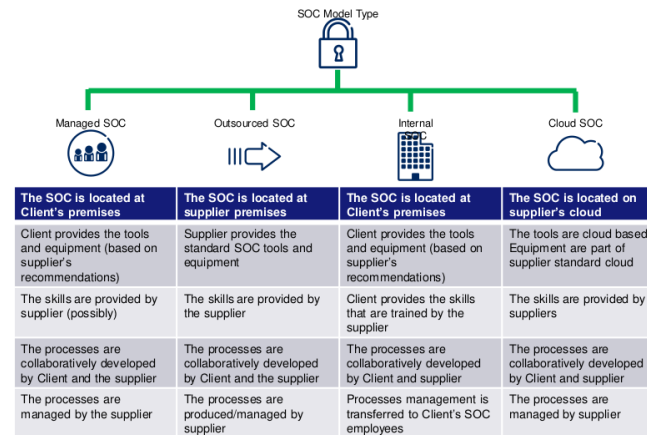 SOC Model Type
Managed SOC
Outsourced SOC
Internal
SOC
Cloud SOC
The SOC is located at
Client's premises
The SOC is located at
supplier premises
The SOC is located at
Client's premises
The SOC is located on
supplier's cloud
Client provides the tools
and equipment (based on
supplier's
recommendations)
Supplier provides the
standard SOC tools and
equipment
Client provides the tools
and equipment (based on
supplier's
recommendations)
The tools are cloud based
Equipment are part of
supplier standard cloud
The skills are provided by
supplier (possibly)
The skills are provided by
the supplier
Client provides the skills
that are trained by the
supplier
The skills are provided by
suppliers
The processes are
collaboratively developed
by Client and the supplier
The processes are
collaboratively developed
by Client and the supplier
The processes are
collaboratively developed
by Client and supplier
The processes are
collaboratively developed
by Client and supplier
The processes are
managed by the supplier
The processes are
produced/managed by
supplier
Processes management is
transferred to Client's SOC
employees
The processes are
managed by supplier